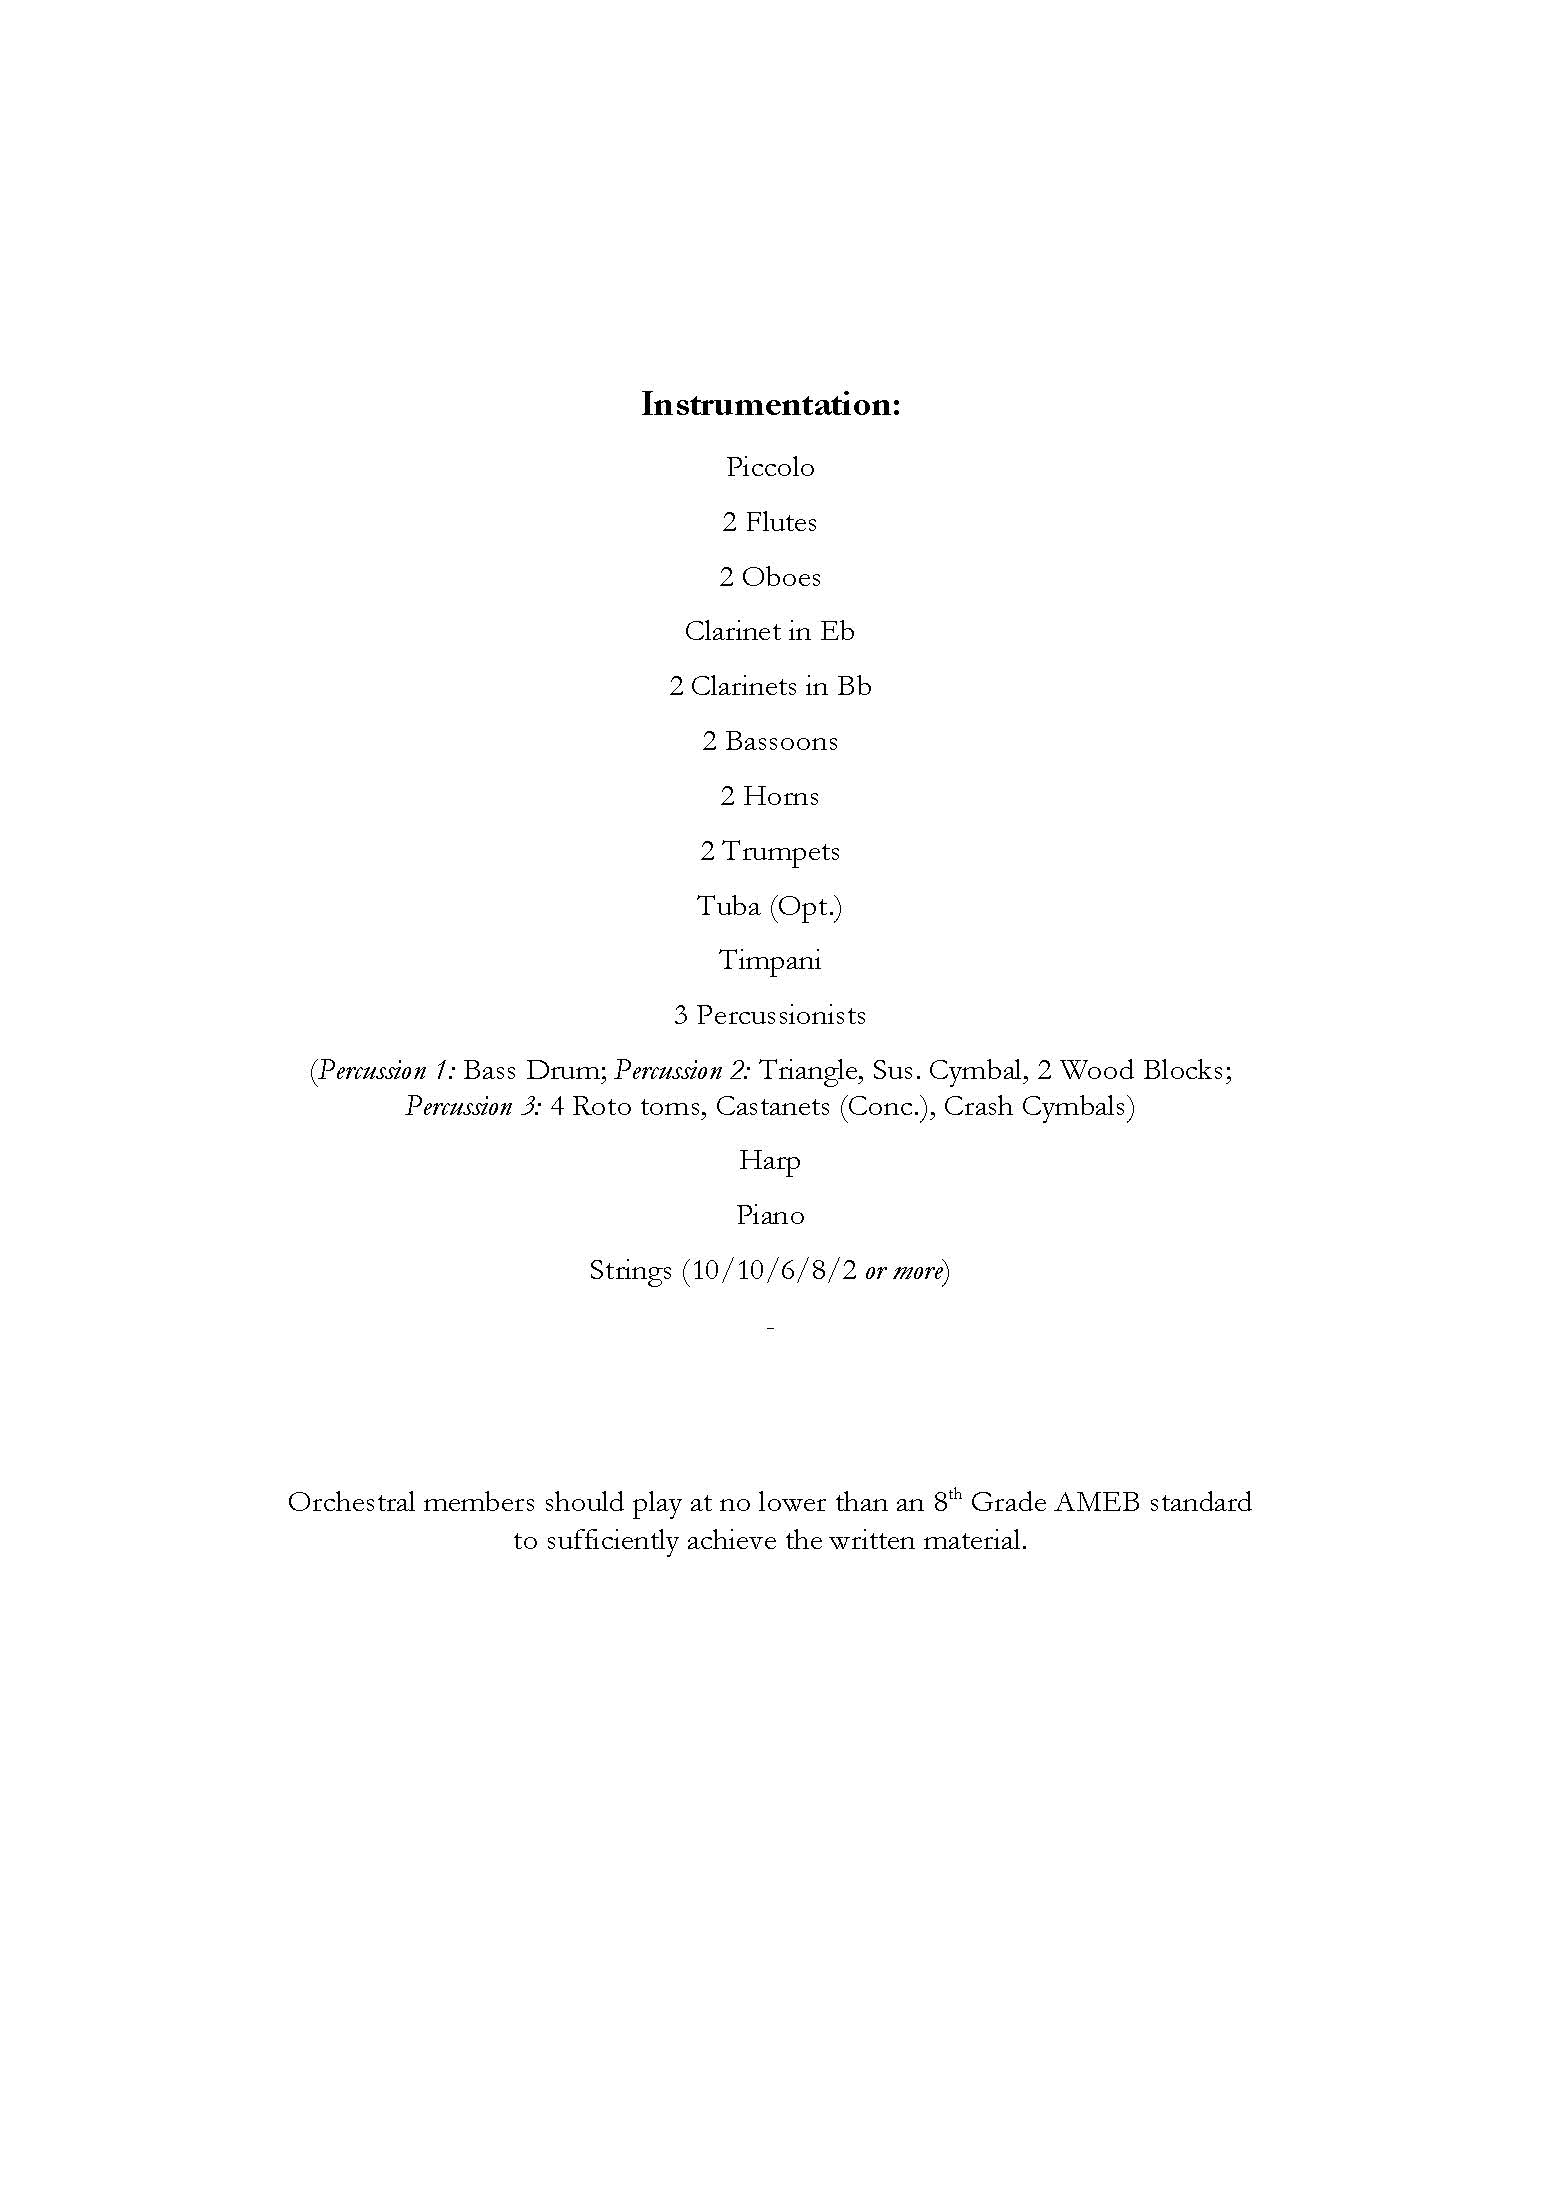 Instrumentation:
Piccolo
2 Flutes
2 Oboes
Clarinet in Eb
2 Clarinets in Bb
2 Bassoons
2 Horns
2 Trumpets
Tuba (Opt.)
Timpani
3 Percussionists
(Percussion 1: Bass Drum; Percussion 2: Triangle, Sus. Cymbal, 2 Wood Blocks;
Percussion 3: 4 Roto toms, Castanets (Conc.), Crash Cymbals)
Harp
Piano
Strings (10/10/6/8/2 or more)
-
Orchestral members should play at no lower than an 8th Grade AMEB standard
to sufficiently achieve the written material.